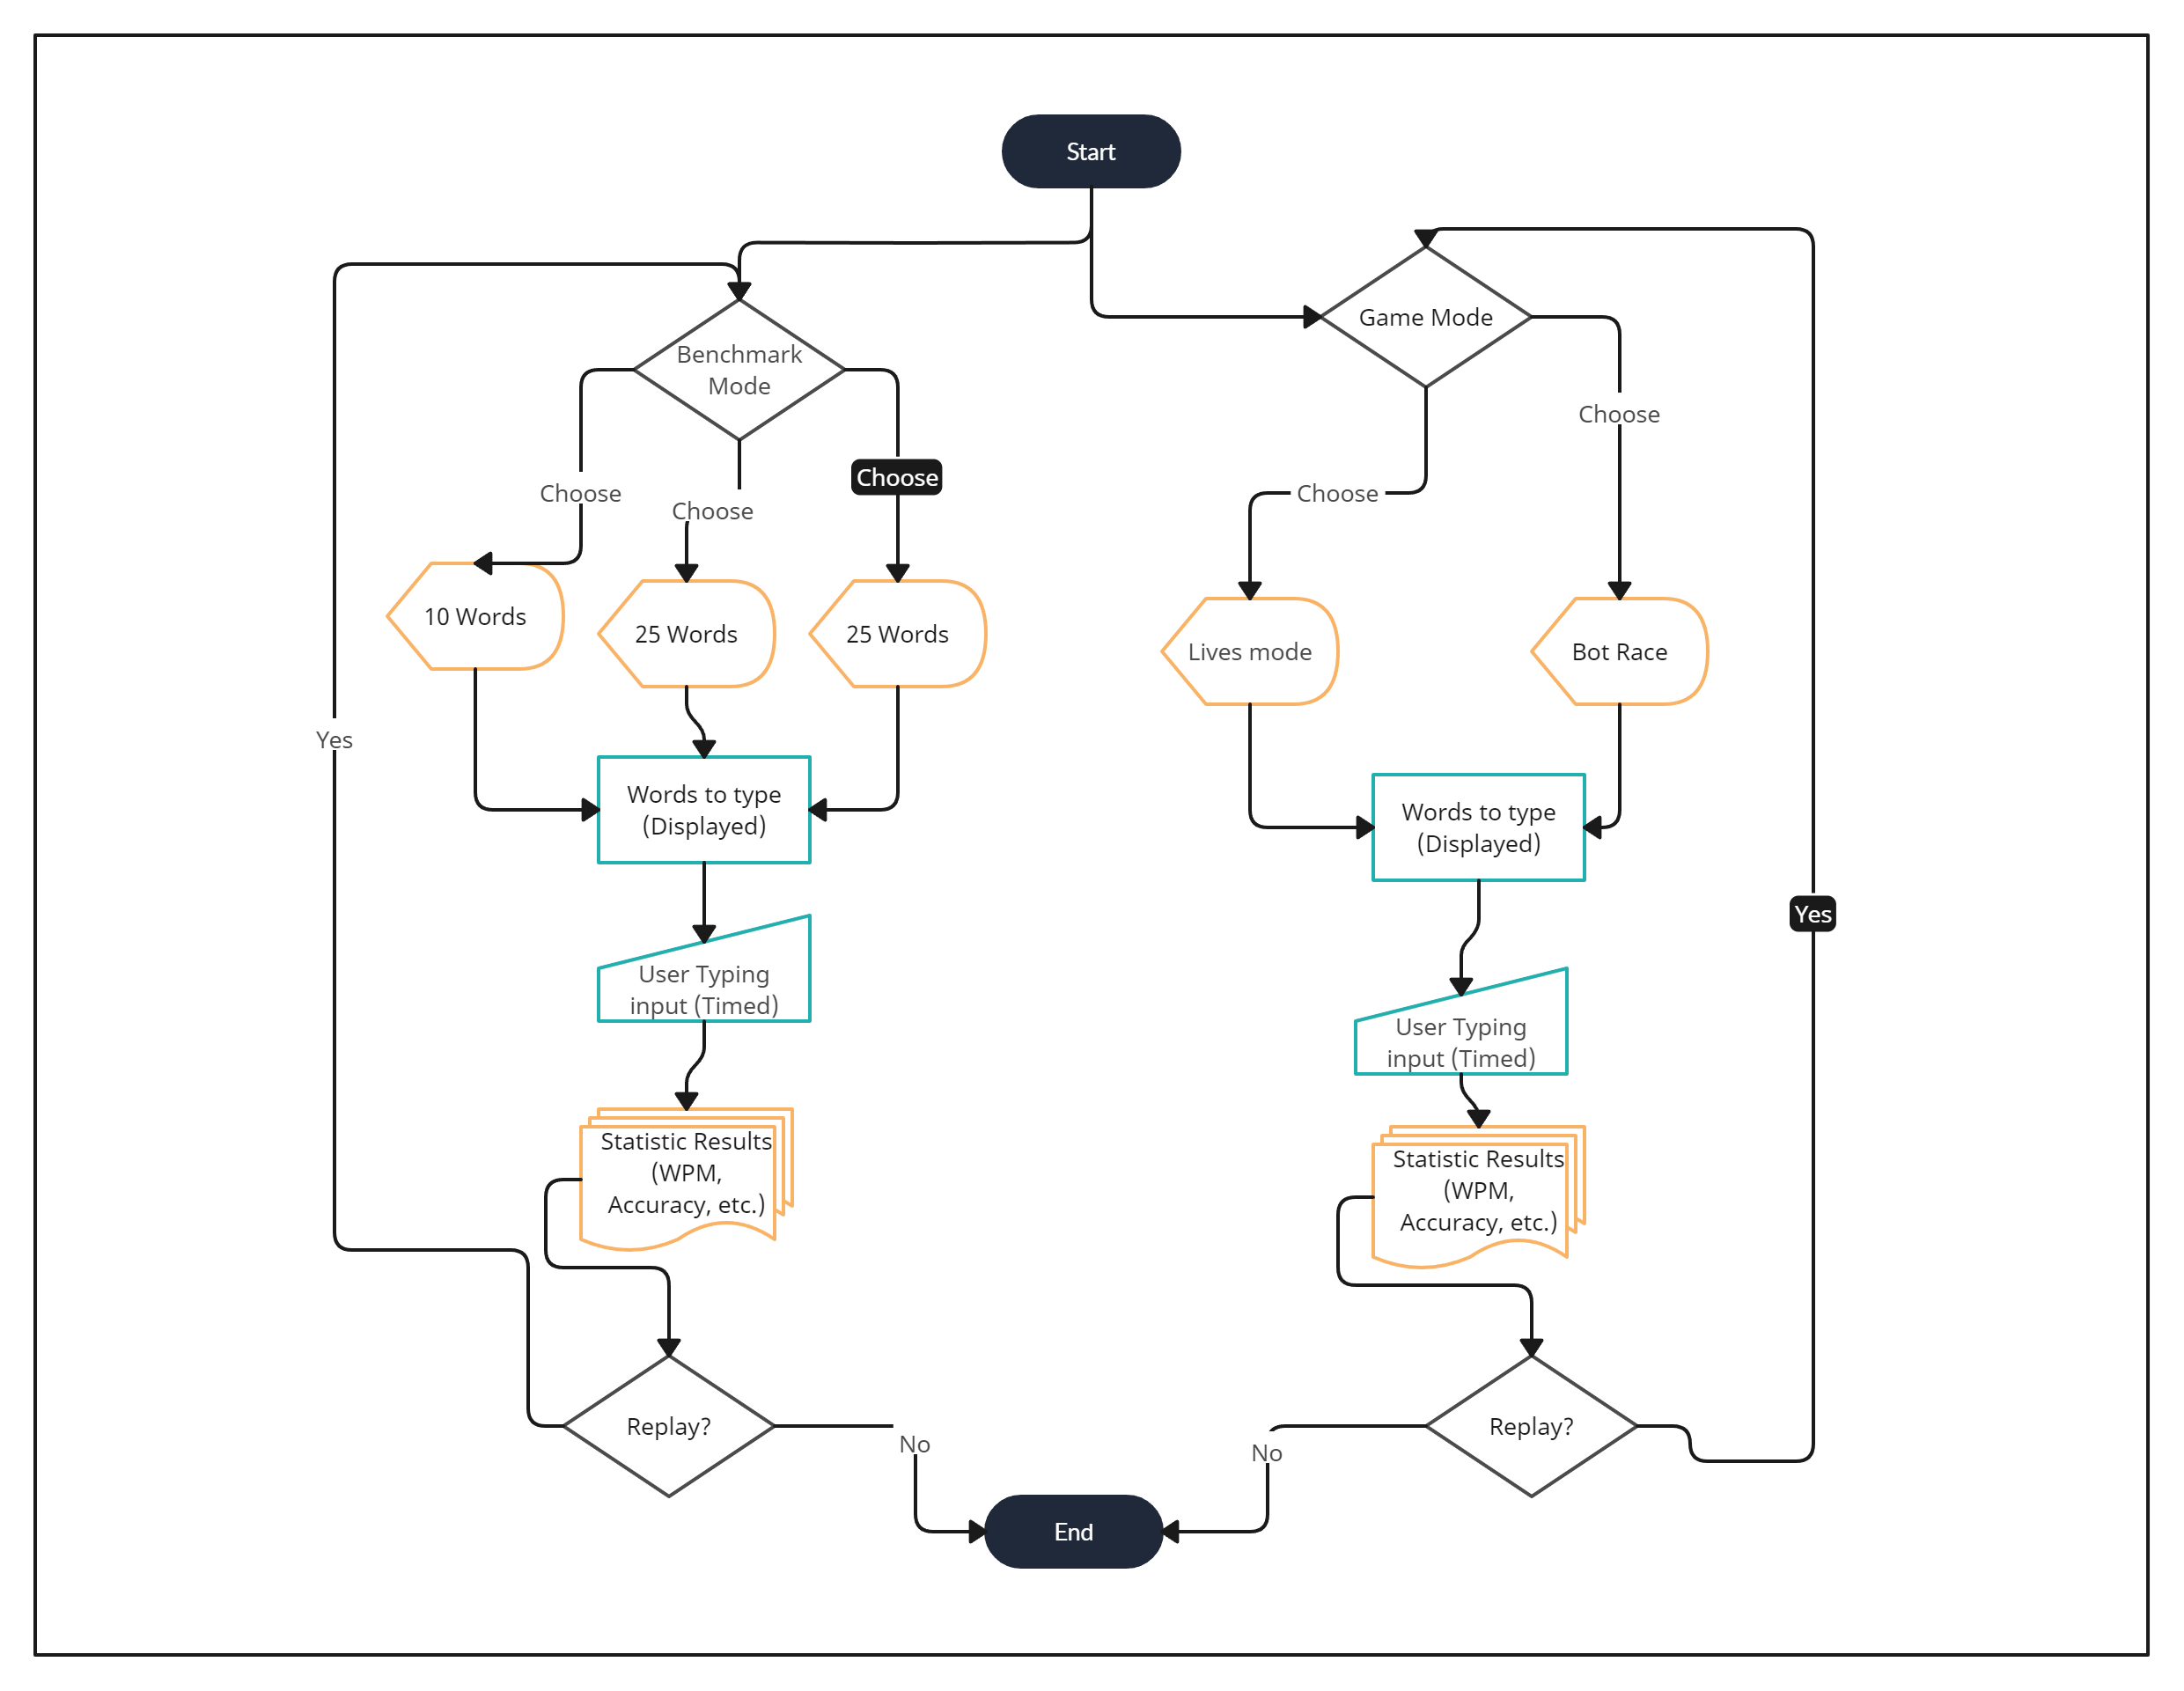 Start
Game Mode
Benchmark
Mode
Choose
Choose
Choose
Choose
Choose
10 Words
25 Words
25 Words
Lives mode
Bot Race
Yes
Words to type
(Displayed)
Words to type
(Displayed)
Yes
User Typing
input (Timed)
User Typing
input (Timed)
Statistic Results
(WPM,
Accuracy, etc.)
Statistic Results
(WPM,
Accuracy, etc.)
Replay?
No
Replay?
No
End